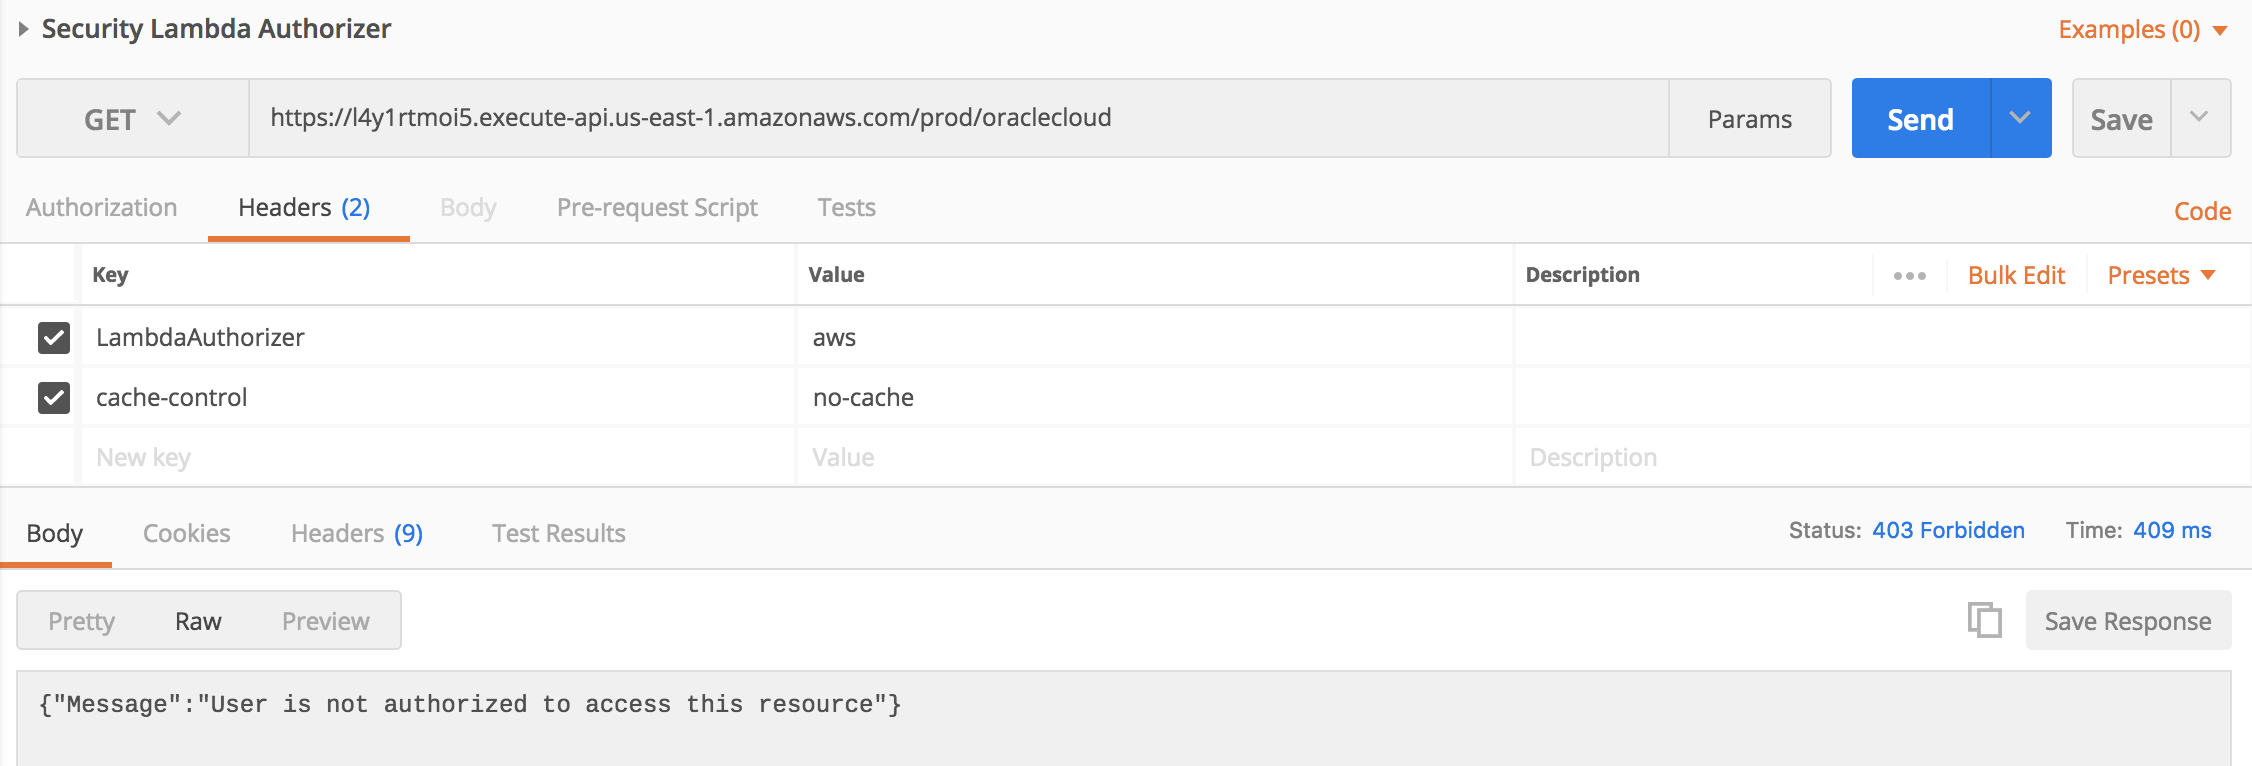 Security Lambda Authorizer
Examples (0)
GET
https://l4y1rtmoi5.execute-api.us-east-1.amazonaws.com/prod/oraclecloud
Params
Send
Save
Authorization
Headers (2)
Body
Pre-request Script
Tests
Code
Key
Value
Description
Bulk Edit
Presets
LambdaAuthorizer
aws
cache-control
no-cache
New key
Value
Description
Body
Cookies
Headers (9)
Test Results
Status: 403 Forbidden
Time: 409 ms
Pretty
Raw
Preview
Save Response
{"Message":"User is not authorized to access this resource"}